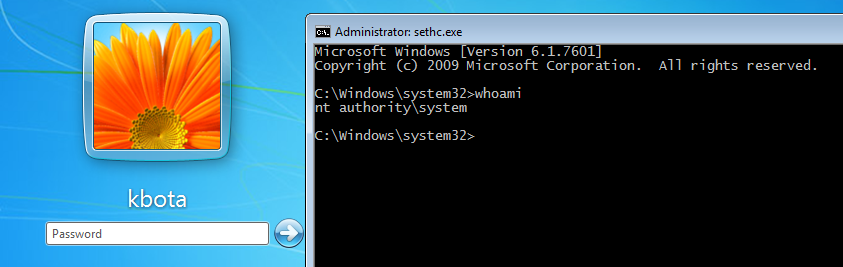 kbota
Password
Administrator: sethc.exe
Microsoft Windows [Version 6.1.7601]
Copyright (c) 2009 Microsoft Corporation.  All rights reserved.
C:\Windows\system32>whoami
nt authority\system
C:\Windows\system32>